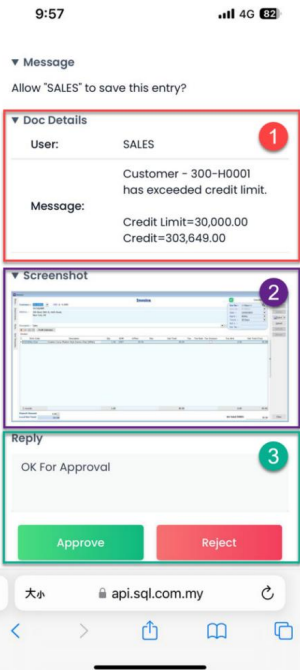 9:57
4G 82
▼ Message
Allow "SALES" to save this entry?
▼ Doc Details
1
User: SALES
Customer - 300-H0001
has exceeded credit limit.
Message:
Credit Limit=30,000.00
Credit=303,649.00
▼ Screenshot
2
Invoice
Reply
3
OK For Approval
Approve Reject
大小 api.sql.com.my